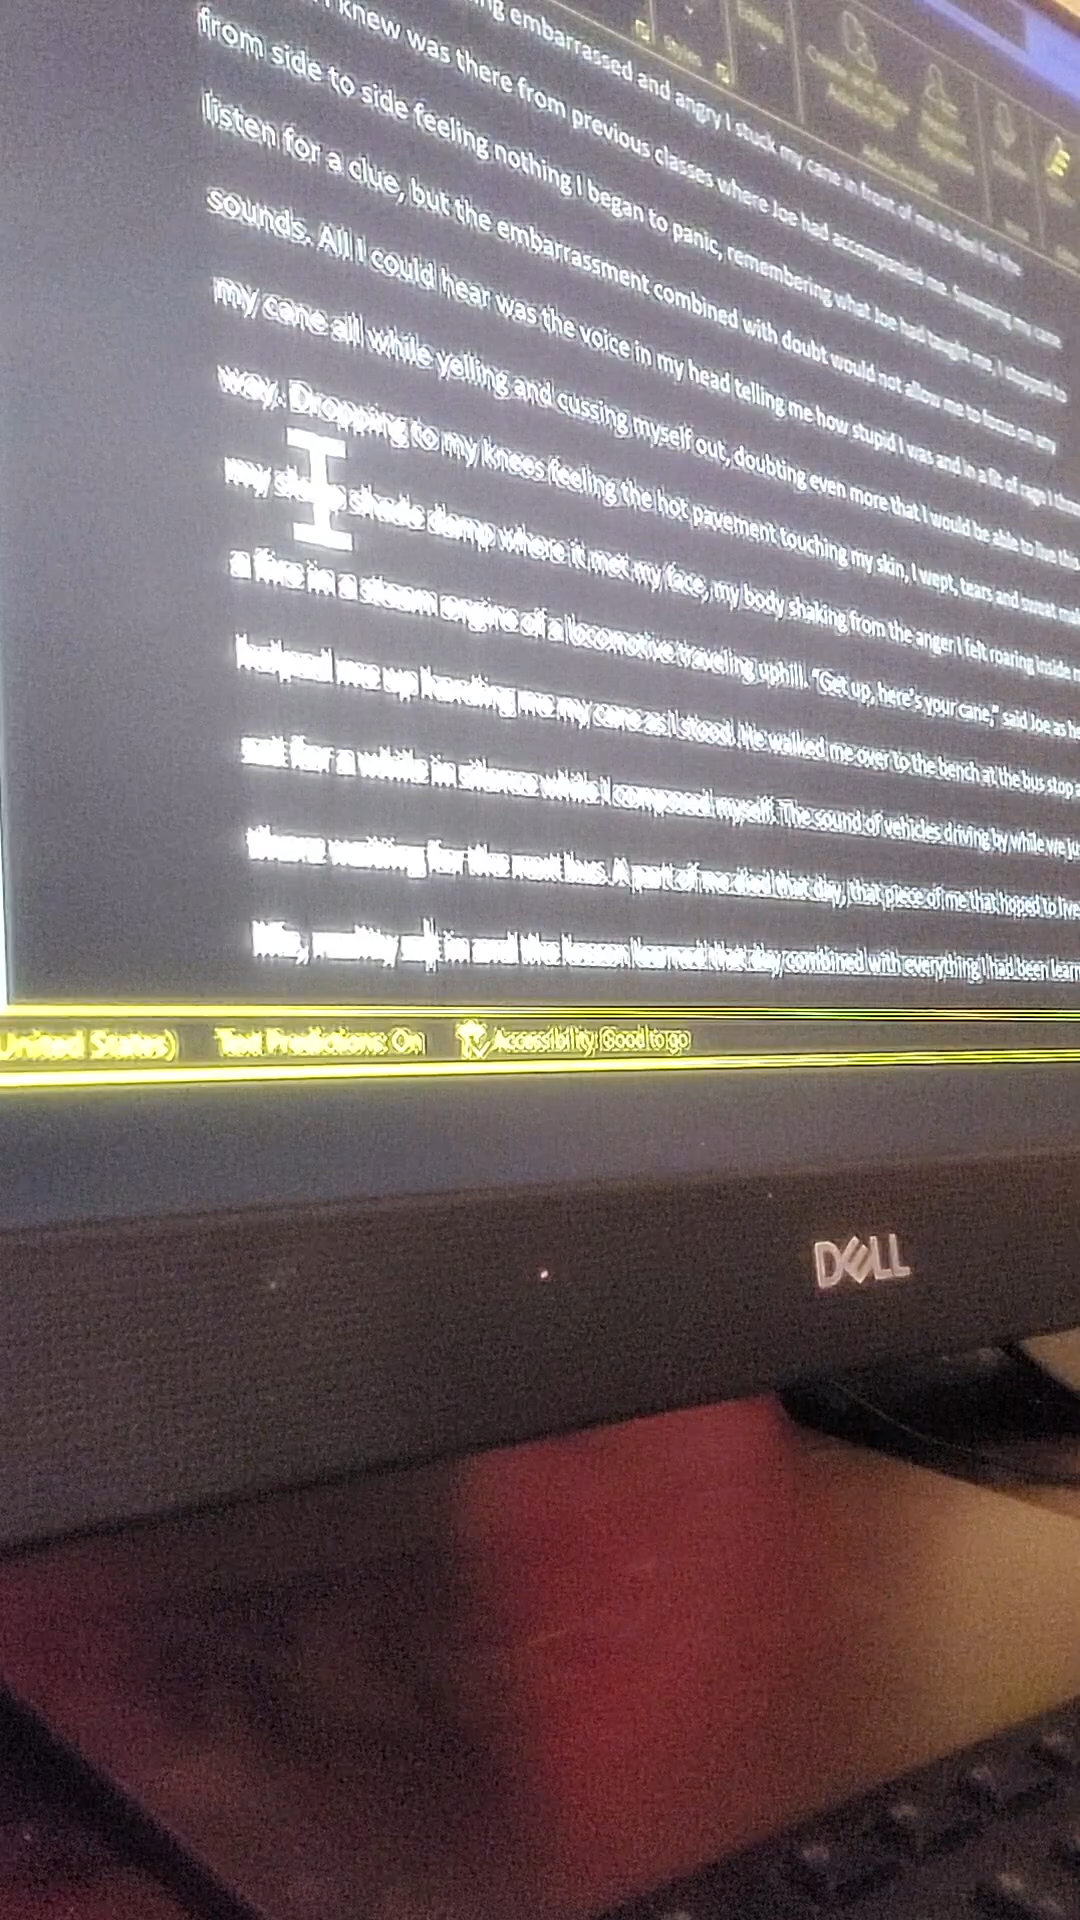 ng embarrassed and angry I stuck my cane in front of me to feel for the
I knew was there from previous classes where Joe had accompanied me. Swinging my cane
from side to side feeling nothing I began to panic, remembering what Joe had taught me, I stopped to
listen for a clue, but the embarrassment combined with doubt would not allow me to focus on any
sounds. All I could hear was the voice in my head telling me how stupid I was and in a fit of rage I
my cane all while yelling and cussing myself out, doubting even more that I would be able to live this
way. Dropping to my knees feeling the hot pavement touching my skin, I wept, tears and sweat
my shade damp where it met my face, my body shaking from the anger I felt roaring inside
a fire in a steam engine of a locomotive traveling uphill. "Get up, here's your cane," said Joe as he
helped me up handing me my cane as I stood. He walked me over to the bench at the bus stop
sat for a while in silence while I composed myself. The sound of vehicles driving by while we
there waiting for the next bus. A part of me died that day, that piece of me that hoped to live
in and the lesson learned that day, combined with everything I had been
Styles
Editing
United States)
Text Predictions: On
Accessibility: Good to go
DELL